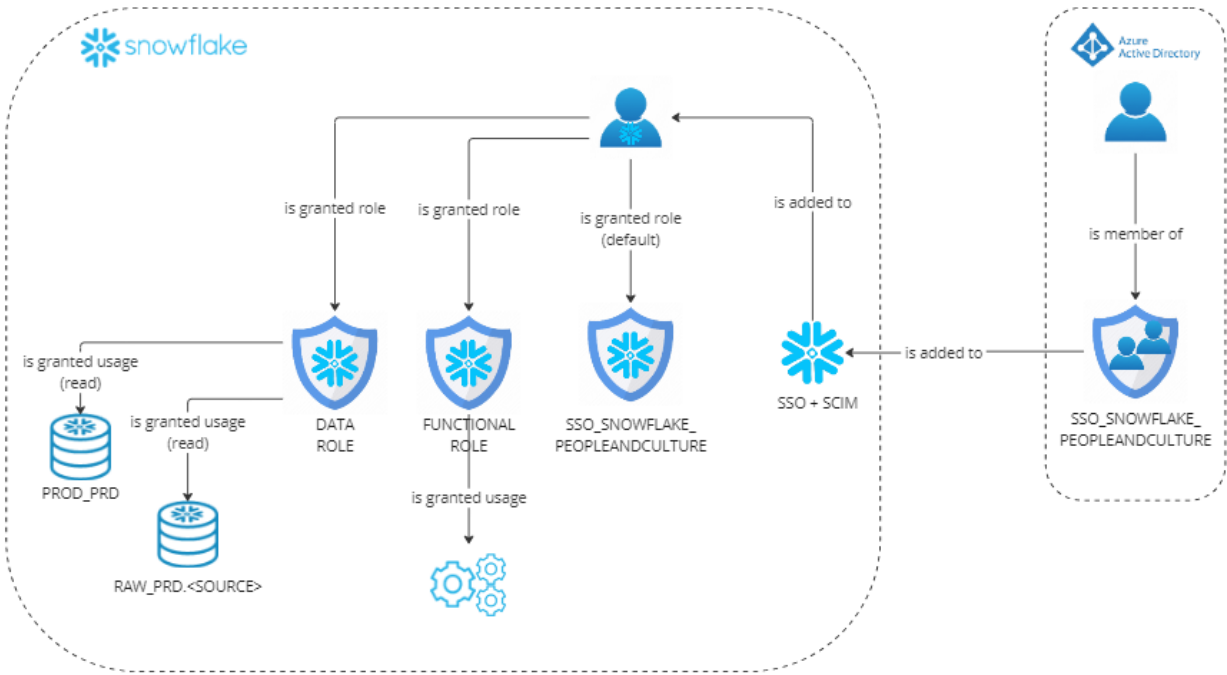 snowflake
Azure
Active Directory
is granted role
is granted role
is granted role
(default)
is added to
is member of
is granted usage
(read)
is granted usage
(read)
is added to
DATA
ROLE
FUNCTIONAL
ROLE
SSO_SNOWFLAKE_
PEOPLEANDCULTURE
SSO + SCIM
SSO_SNOWFLAKE_
PEOPLEANDCULTURE
PROD_PRD
is granted usage
RAW_PRD.<SOURCE>